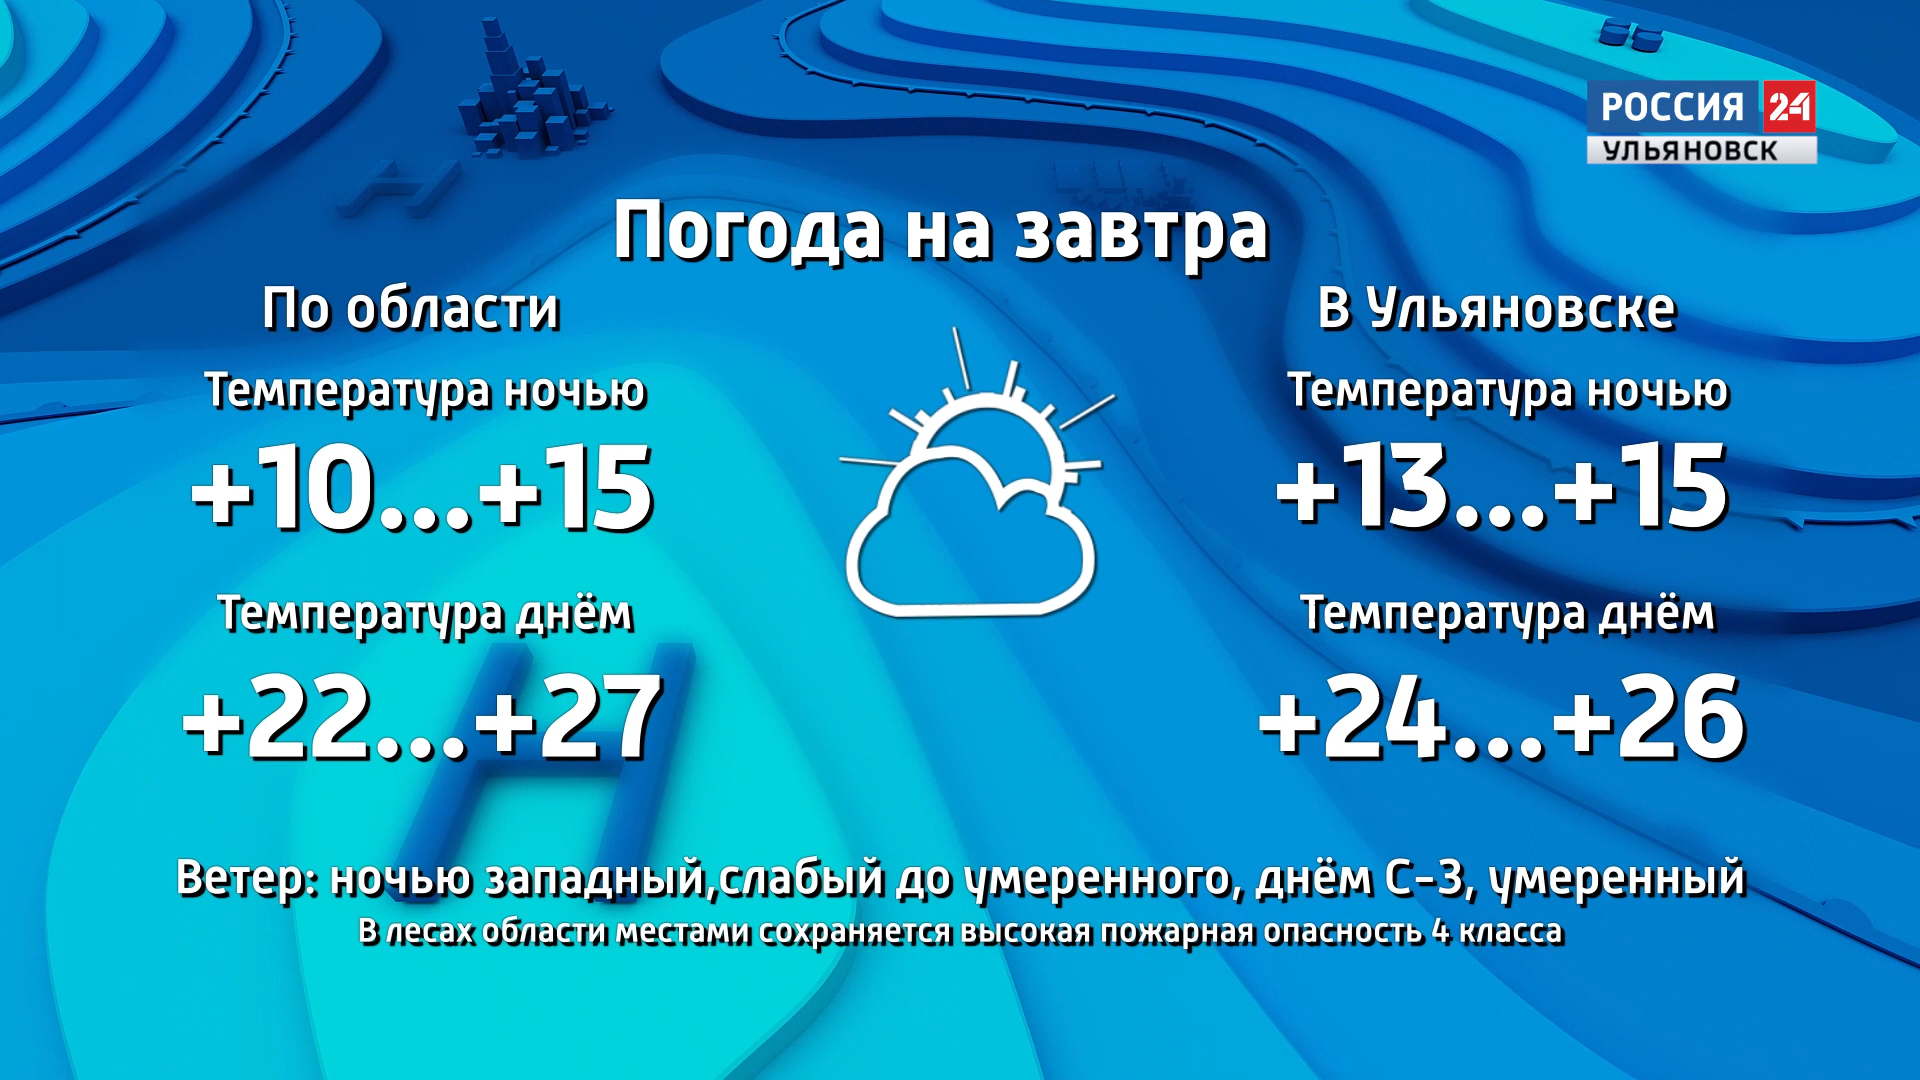 РОССИЯ 24
УЛЬЯНОВСК
Погода на завтра
По области
Температура ночью
+10...+15
Температура днём
+22...+27
В Ульяновске
Температура ночью
+13...+15
Температура днём
+24...+26
Ветер: ночью западный,слабый до умеренного, днём С-З, умеренный
В лесах области местами сохраняется высокая пожарная опасность 4 класса